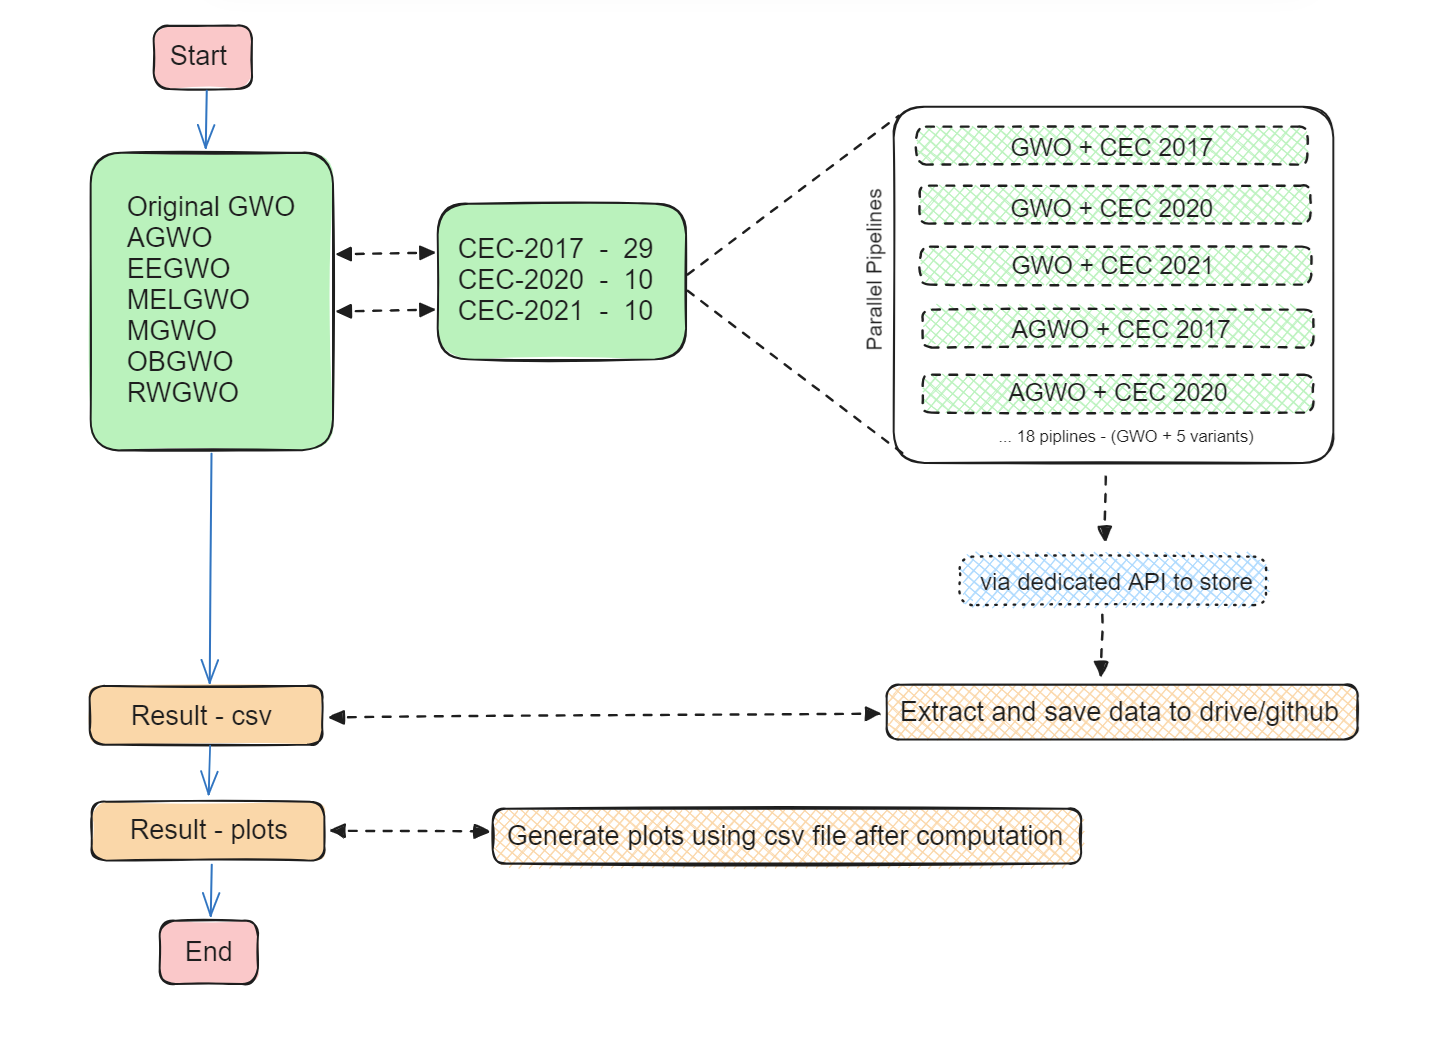 Start
Original GWO
AGWO
EEGWO
MELGWO
MGWO
OBGWO
RWGWO
CEC-2017 - 29
CEC-2020 - 10
CEC-2021 - 10
Parallel Pipelines
GWO + CEC 2017
GWO + CEC 2020
GWO + CEC 2021
AGWO + CEC 2017
AGWO + CEC 2020
... 18 piplines - (GWO + 5 variants)
via dedicated API to store
Result - csv
Extract and save data to drive/github
Result - plots
Generate plots using csv file after computation
End